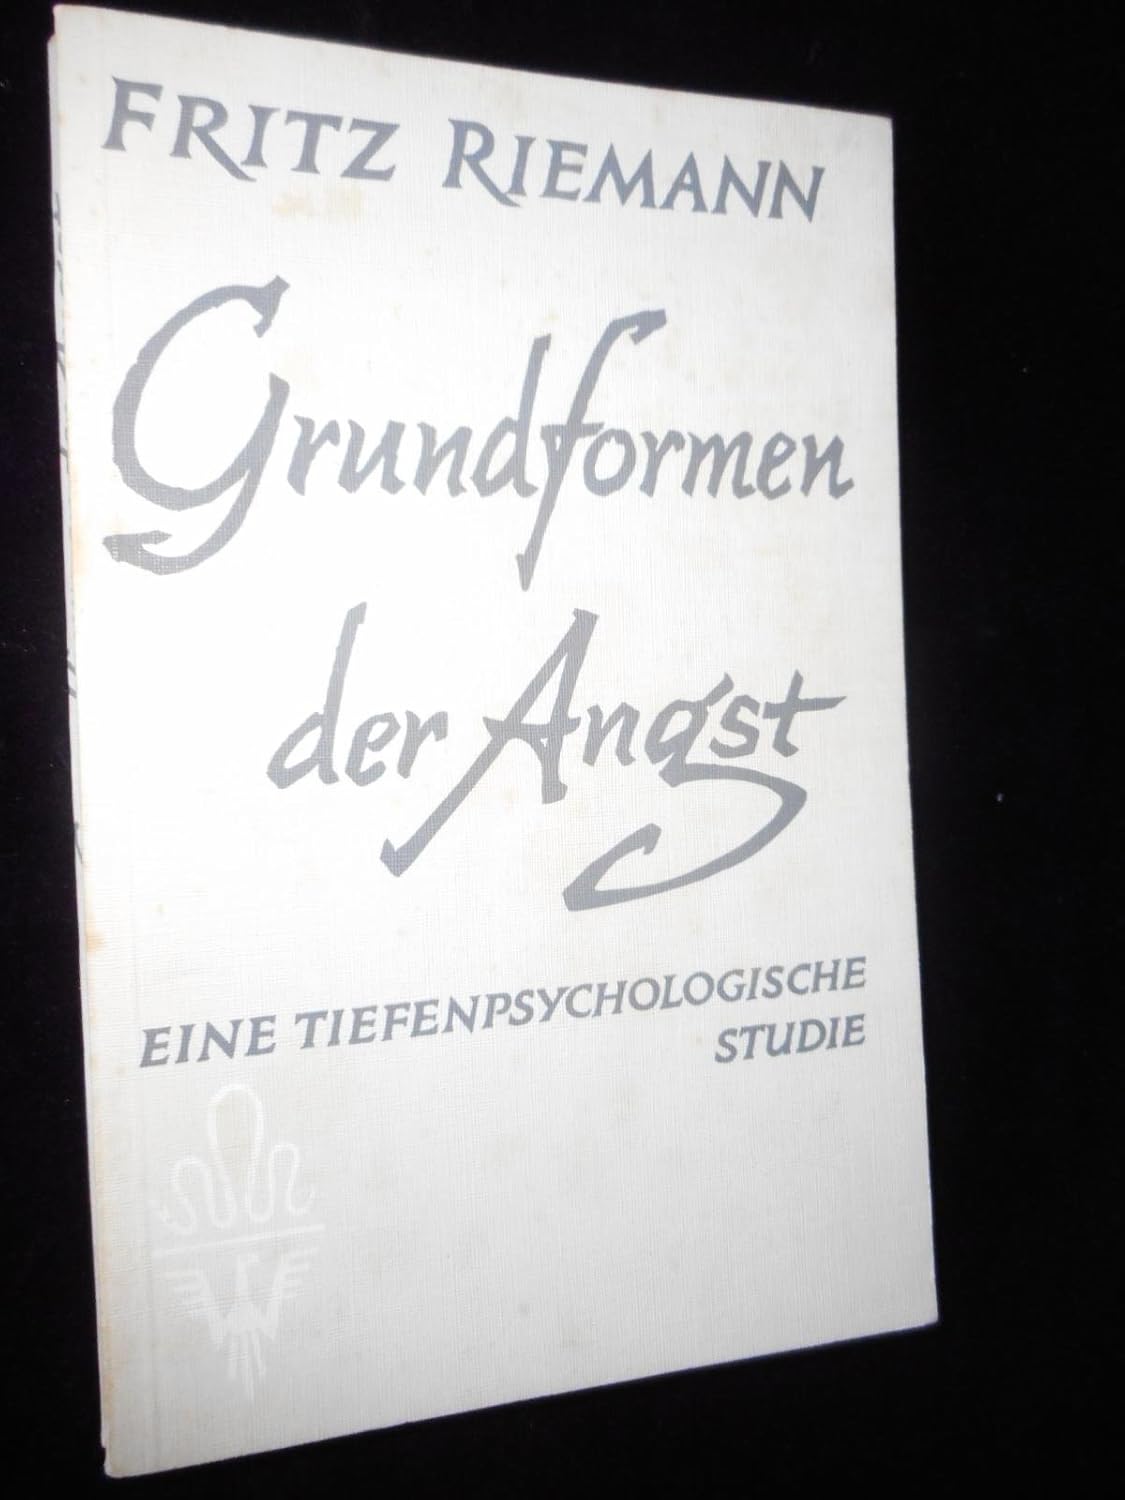 FRITZ RIEMANN
Grundformen
der Angst
EINE TIEFENPSYCHOLOGISCHE
STUDIE